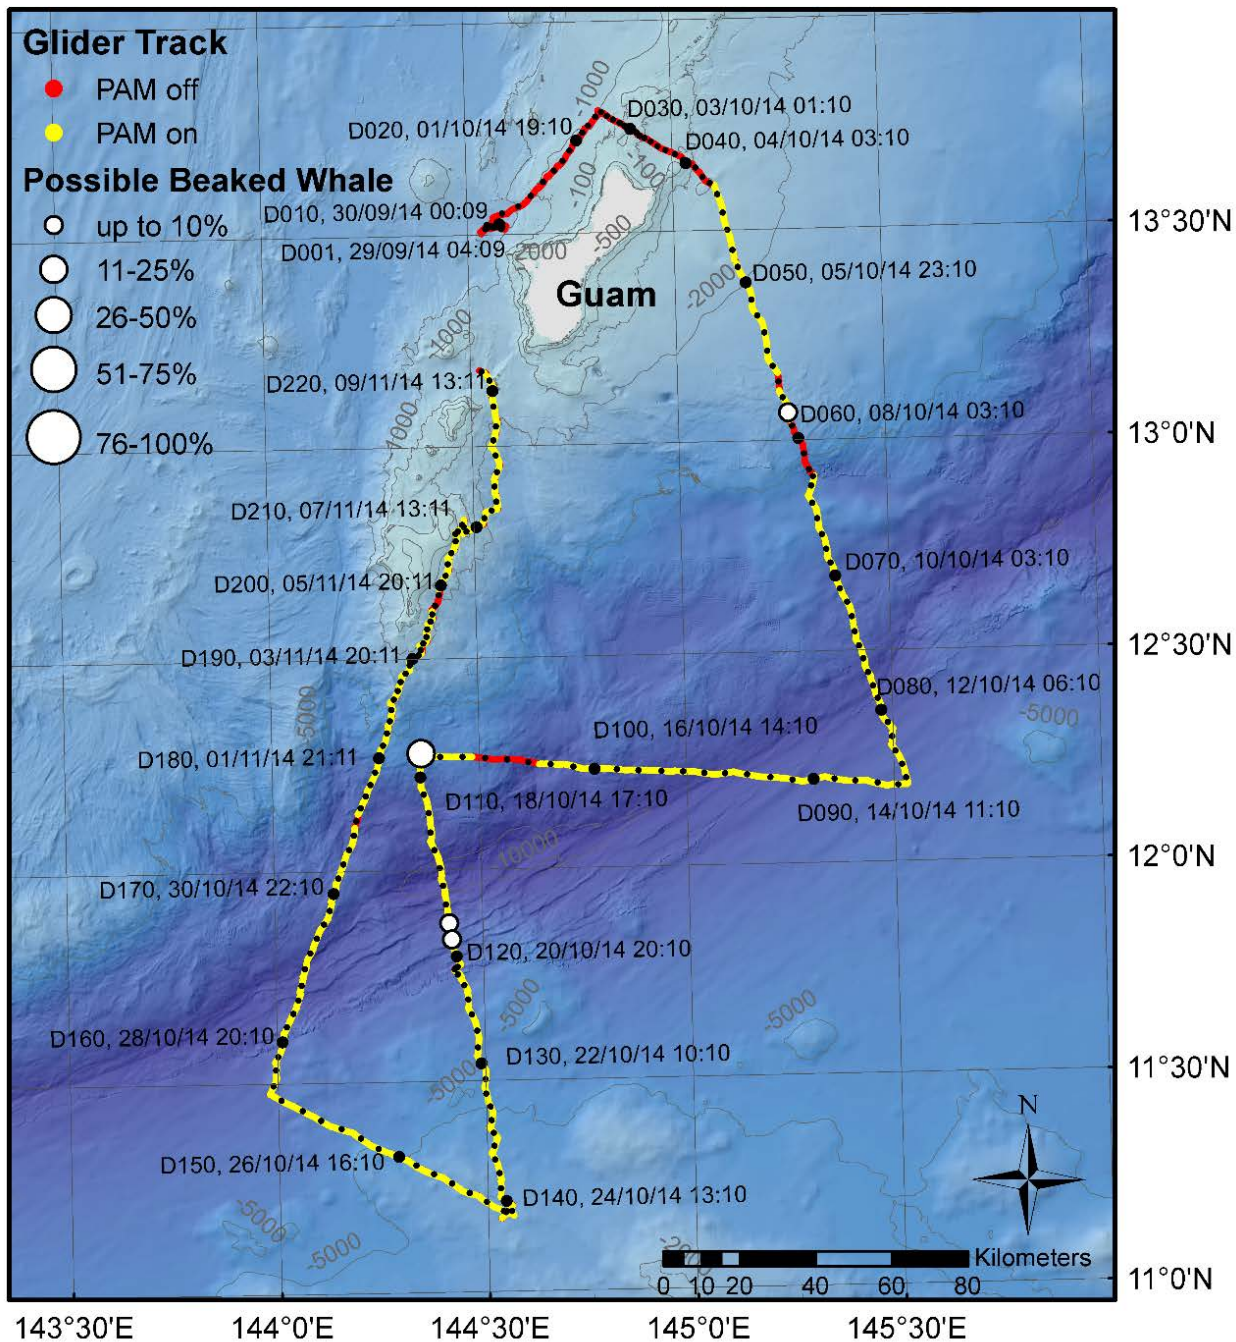 Glider Track
PAM off
PAM on
Possible Beaked Whale
up to 10%
11-25%
26-50%
51-75%
76-100%
-1000
D030, 03/10/14 01:10
D020, 01/10/14 19:10
D040, 04/10/14 03:10
-100
-100
D010, 30/09/14 00:09
-500
D001, 29/09/14 04:09
-2000
-2000
D050, 05/10/14 23:10
Guam
1000
D220, 09/11/14 13:11
D060, 08/10/14 03:10
1000
D210, 07/11/14 13:11
D070, 10/10/14 03:10
D200, 05/11/14 20:11
D190, 03/11/14 20:11
D080, 12/10/14 06:10
-5000
-5000
D100, 16/10/14 14:10
D180, 01/11/14 21:11
D110, 18/10/14 17:10
D090, 14/10/14 11:10
-10000
D170, 30/10/14 22:10
D120, 20/10/14 20:10
-5000
-5000
D160, 28/10/14 20:10
D130, 22/10/14 10:10
-5000
D150, 26/10/14 16:10
D140, 24/10/14 13:10
-5000
-5000
N
Kilometers
0 10 20 40 60 80
13°30'N
13°0'N
12°30'N
12°0'N
11°30'N
11°0'N
143°30'E 144°0'E 144°30'E 145°0'E 145°30'E